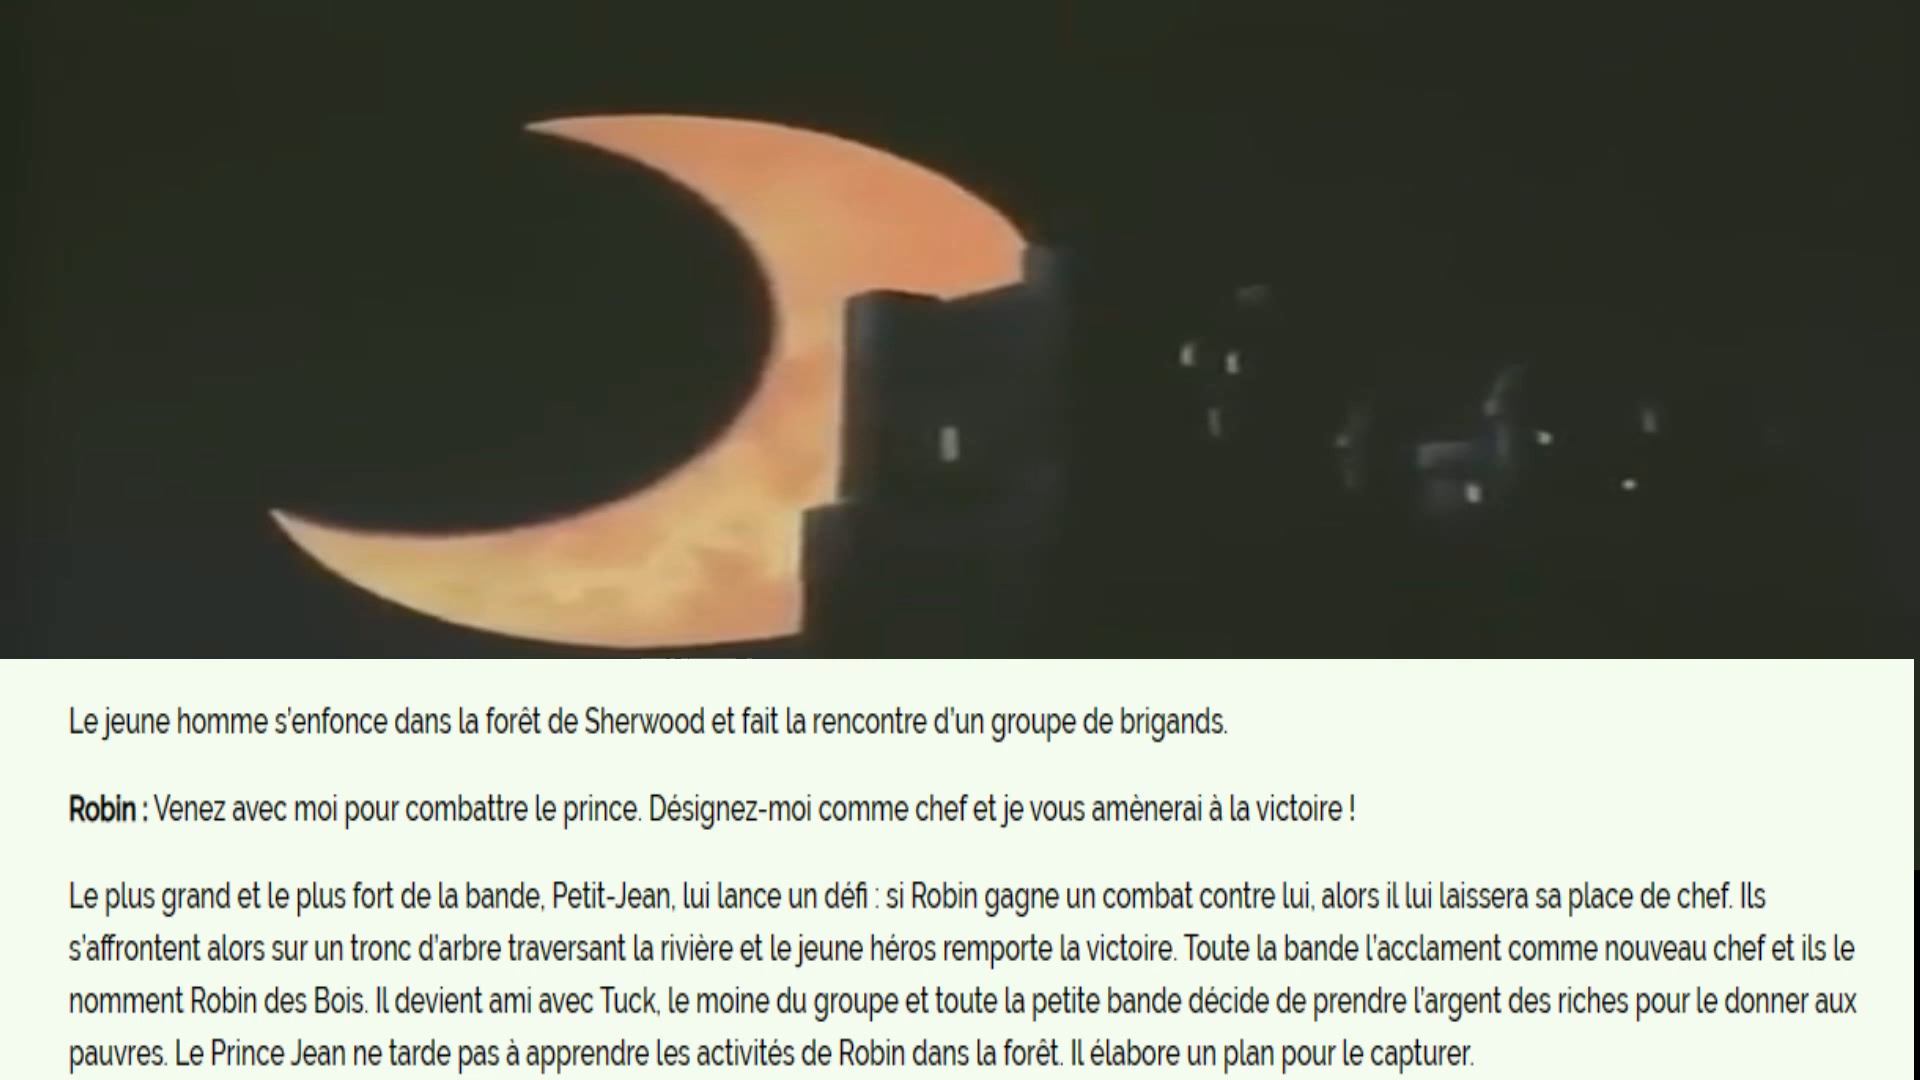 Le jeune homme s'enfonce dans la forêt de Sherwood et fait la rencontre d'un groupe de brigands.
Robin : Venez avec moi pour combattre le prince. Désignez-moi comme chef et je vous amènerai à la victoire !
Le plus grand et le plus fort de la bande, Petit-Jean, lui lance un défi : si Robin gagne un combat contre lui, alors il lui laissera sa place de chef. Ils
s'affrontent alors sur un tronc d'arbre traversant la rivière et le jeune héros remporte la victoire. Toute la bande l'acclament comme nouveau chef et ils le
nomment Robin des Bois. Il devient ami avec Tuck, le moine du groupe et toute la petite bande décide de prendre l'argent des riches pour le donner aux
pauvres. Le Prince Jean ne tarde pas à apprendre les activités de Robin dans la forêt. Il élabore un plan pour le capturer.